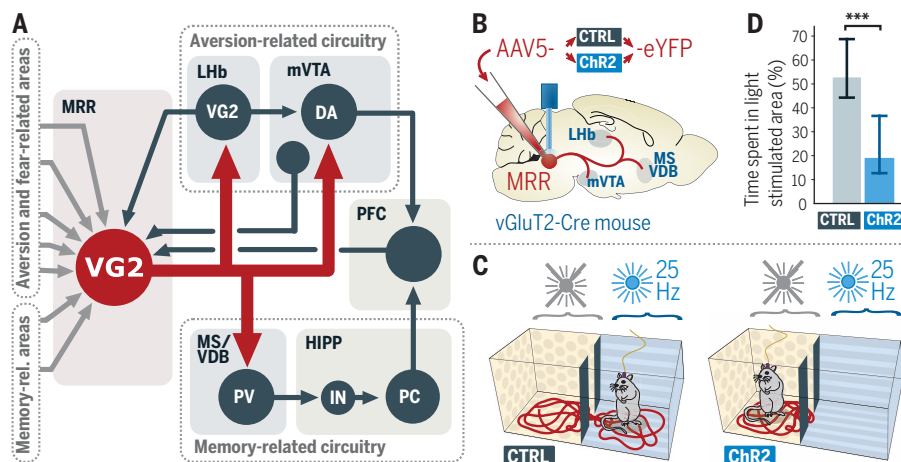 A
Aversion and fear-related areas
Memory-rel. areas
MRR
VG2
Aversion-related circuitry
LHb
mVTA
VG2
DA
PFC
MS/
VDB
HIPP
PV
IN
PC
Memory-related circuitry
B
AAV5-
CTRL
ChR2
-eYFP
LHb
MS
VDB
MRR
mVTA
vGluT2-Cre mouse
C
25
Hz
25
Hz
CTRL
ChR2
D
Time spent in light
stimulated area (%)
***
70
60
50
40
30
20
10
0
CTRL
ChR2